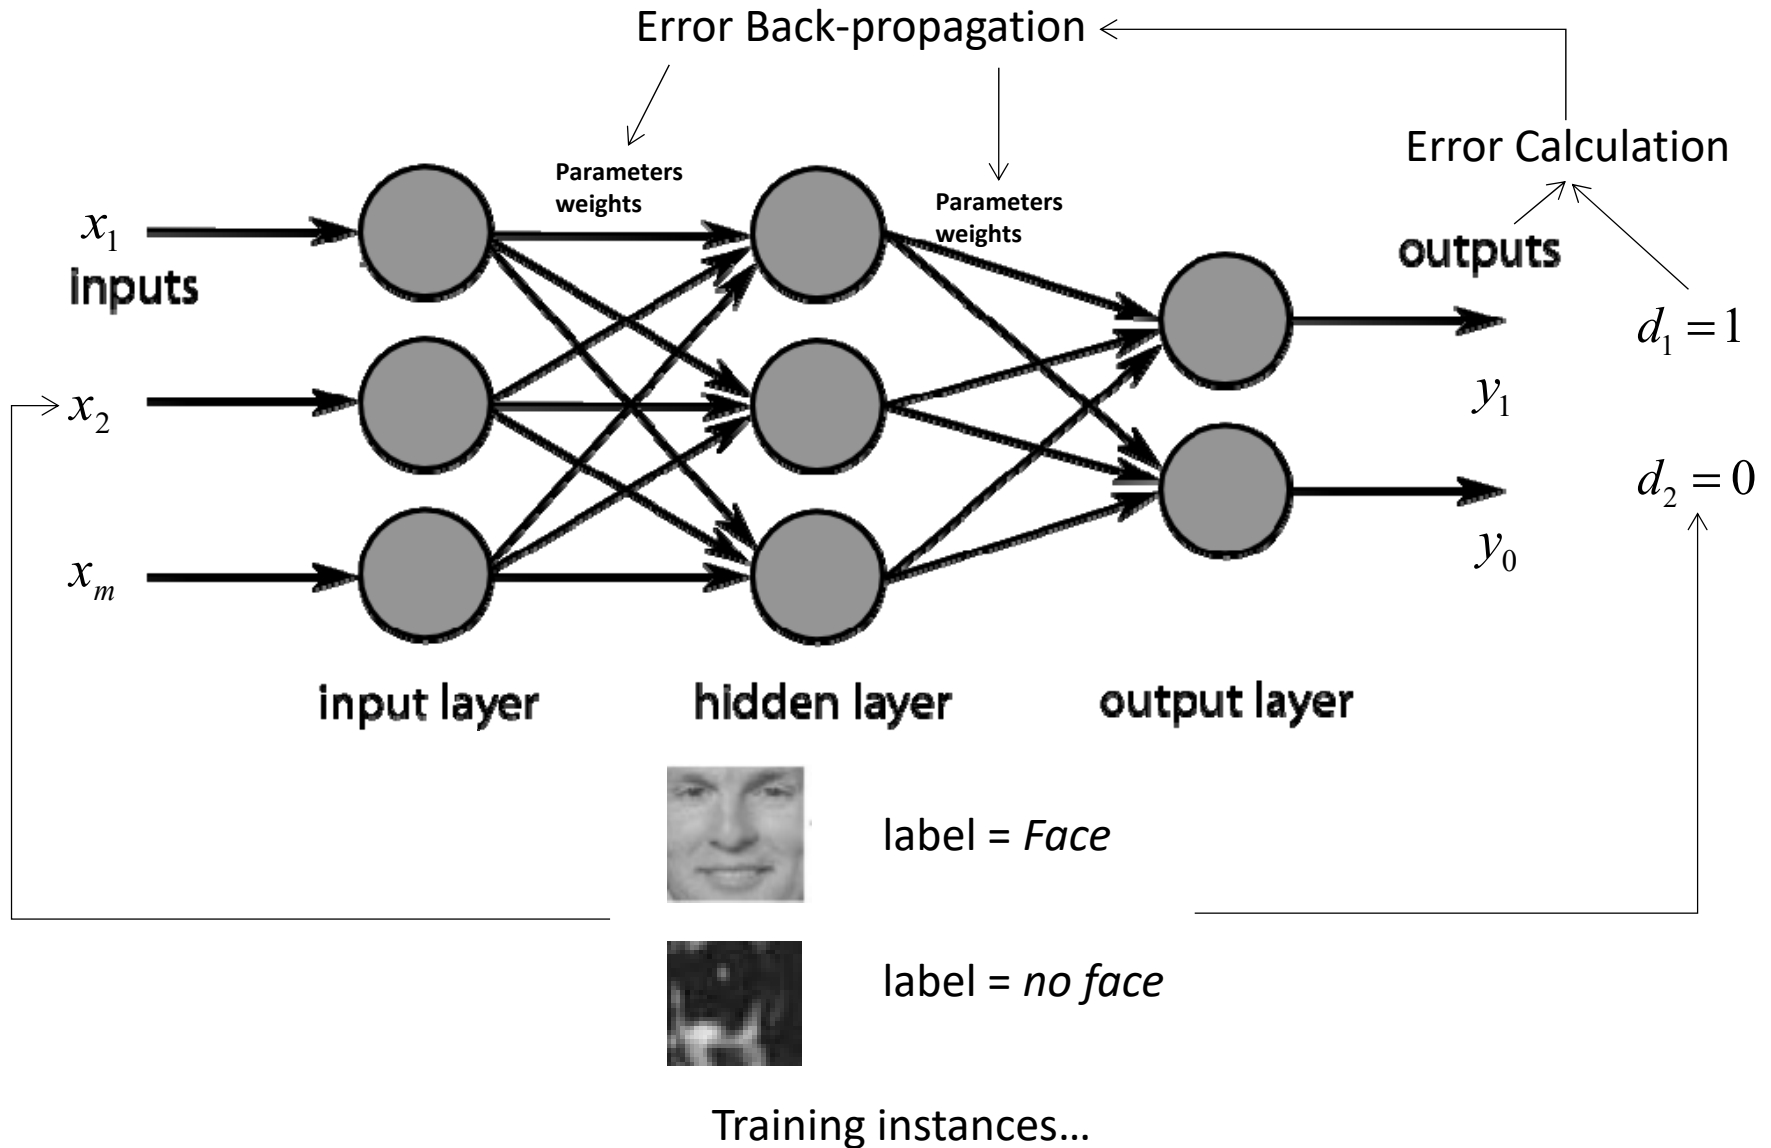 Error Back-propagation
Error Calculation
Parameters
weights
Parameters
weights
x₁
inputs
outputs
d₁ = 1
x₂
y₁
d₂ = 0
y₀
xₘ
input layer
hidden layer
output layer
label = Face
label = no face
Training instances...